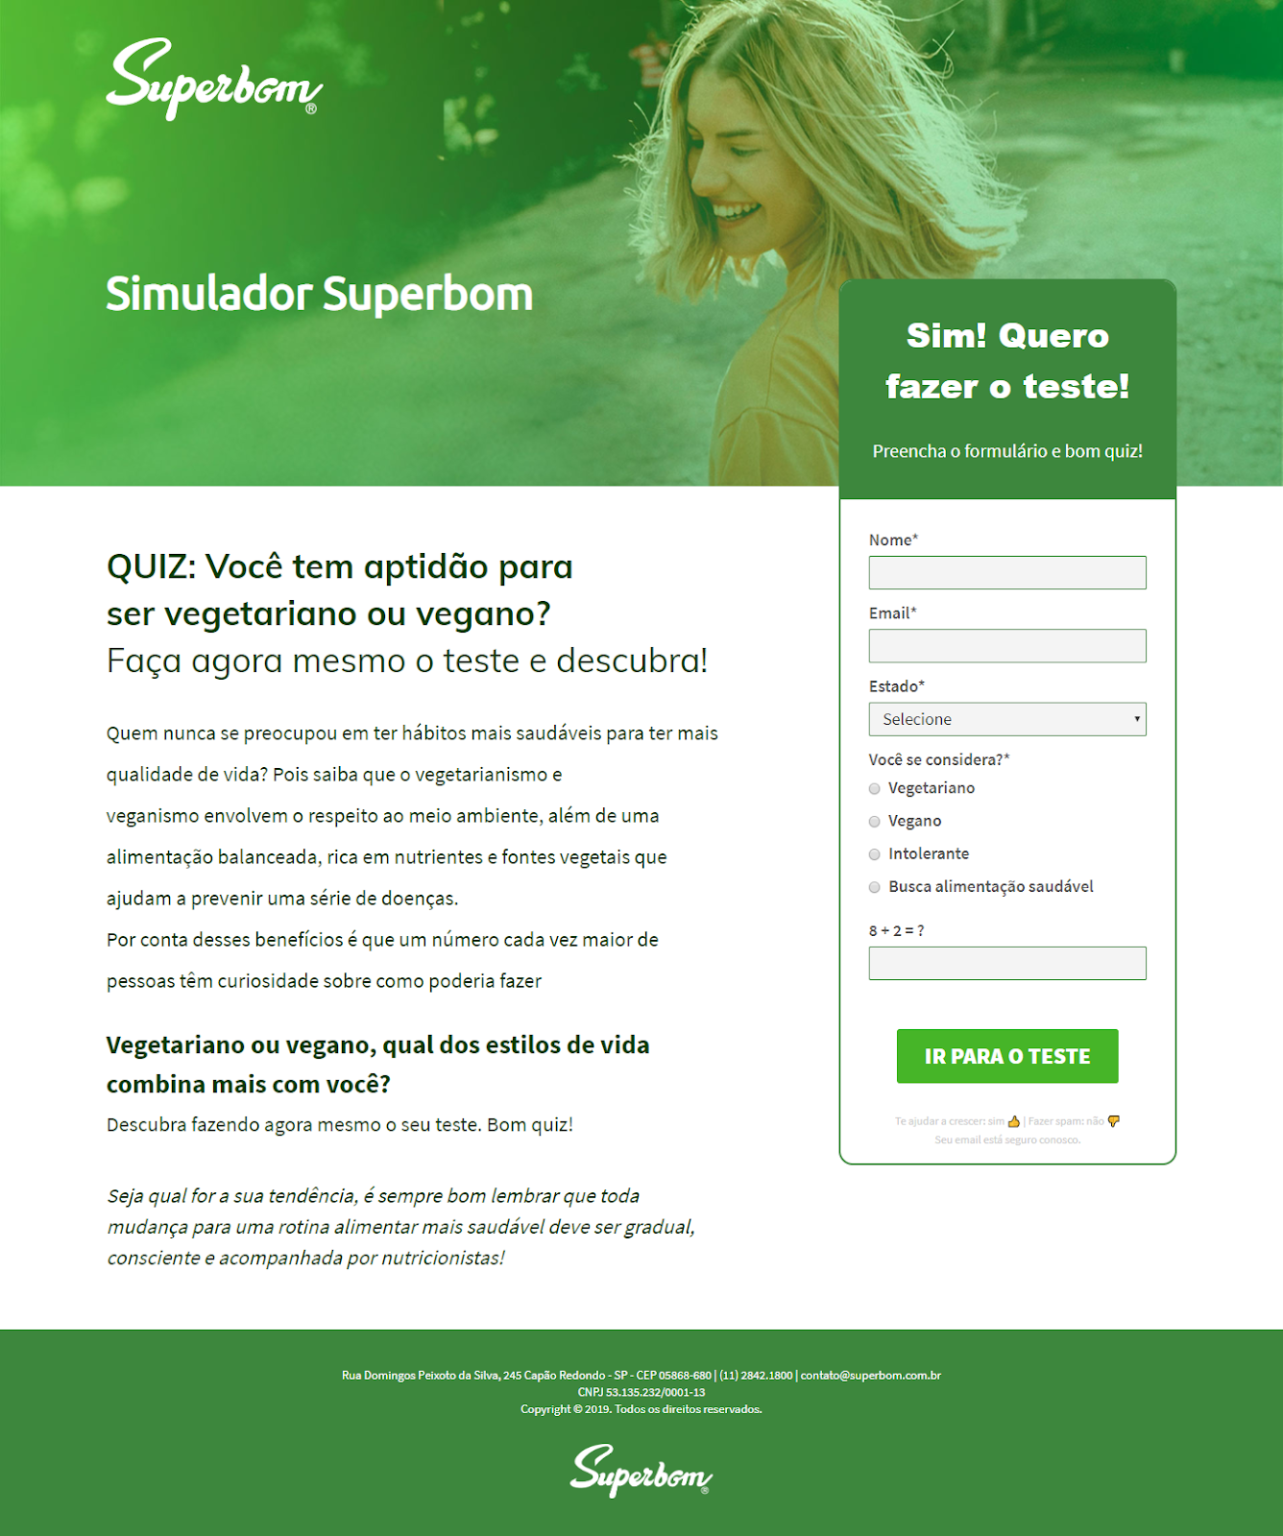 Superbom®
Simulador Superbom
Sim! Quero
fazer o teste!
Preencha o formulário e bom quiz!
Nome*
Email*
Estado*
Selecione
Você se considera?*
Vegetariano
Vegano
Intolerante
Busca alimentação saudável
8 + 2 = ?
IR PARA O TESTE
Te ajudar a crescer: sim 👍 | Fazer spam: não 👎
Seu email está seguro conosco.
QUIZ: Você tem aptidão para
ser vegetariano ou vegano?
Faça agora mesmo o teste e descubra!
Quem nunca se preocupou em ter hábitos mais saudáveis para ter mais
qualidade de vida? Pois saiba que o vegetarianismo e
veganismo envolvem o respeito ao meio ambiente, além de uma
alimentação balanceada, rica em nutrientes e fontes vegetais que
ajudam a prevenir uma série de doenças.
Por conta desses benefícios é que um número cada vez maior de
pessoas têm curiosidade sobre como poderia fazer
Vegetariano ou vegano, qual dos estilos de vida
combina mais com você?
Descubra fazendo agora mesmo o seu teste. Bom quiz!
Seja qual for a sua tendência, é sempre bom lembrar que toda
mudança para uma rotina alimentar mais saudável deve ser gradual,
consciente e acompanhada por nutricionistas!
Rua Domingos Peixoto da Silva, 245 Capão Redondo - SP - CEP 05868-680 | (11) 2842.1800 | contato@superbom.com.br
CNPJ 53.135.232/0001-13
Copyright © 2019. Todos os direitos reservados.
Superbom®